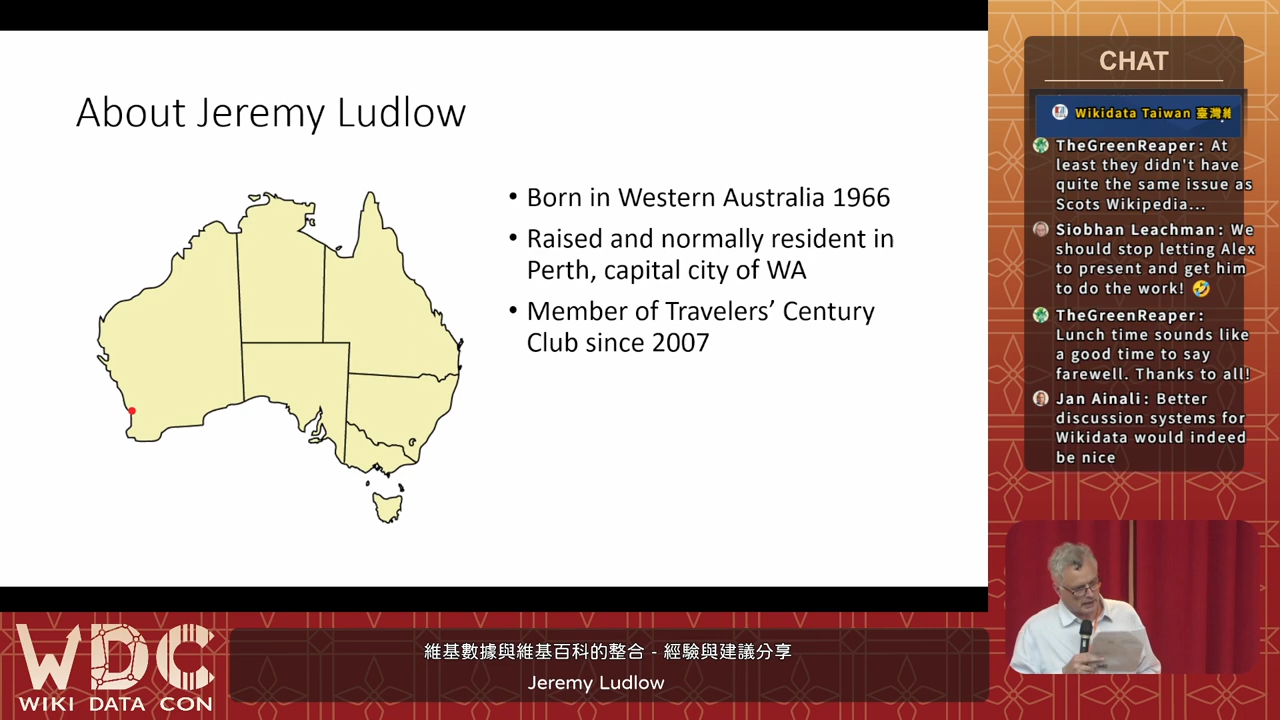 About Jeremy Ludlow
• Born in Western Australia 1966
• Raised and normally resident in
Perth, capital city of WA
• Member of Travelers’ Century
Club since 2007
CHAT
Wikidata Taiwan 臺灣維
TheGreenReaper: At
least they didn't have
quite the same issue as
Scots Wikipedia...
Siobhan Leachman: We
should stop letting Alex
to present and get him
to do the work! 🤣
TheGreenReaper:
Lunch time sounds like
a good time to say
farewell. Thanks to all!
Jan Ainali: Better
discussion systems for
Wikidata would indeed
be nice
WDC
WIKI DATA CON
維基數據與維基百科的整合 - 經驗與建議分享
Jeremy Ludlow